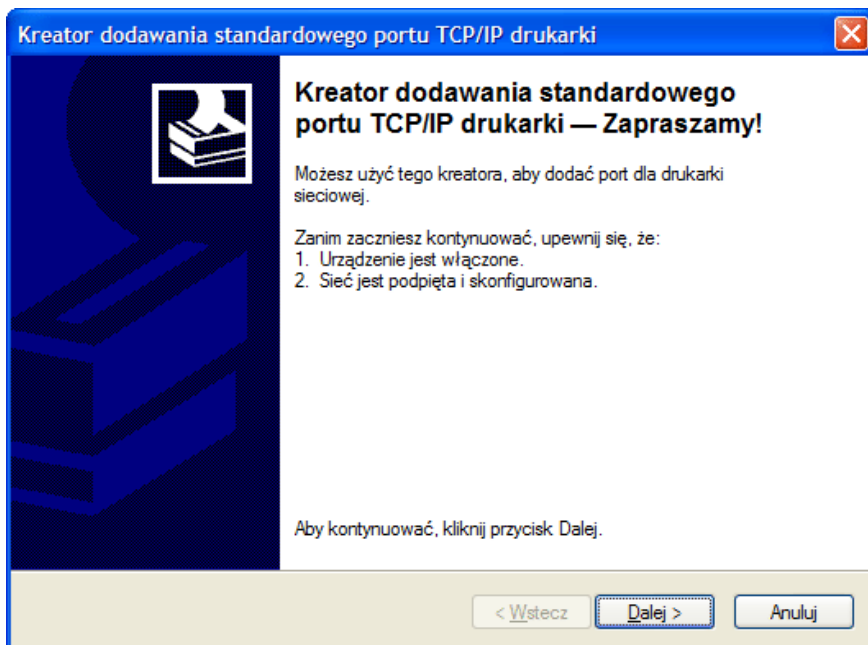 Kreator dodawania standardowego portu TCP/IP drukarki
Kreator dodawania standardowego
portu TCP/IP drukarki — Zapraszamy!
Możesz użyć tego kreatora, aby dodać port dla drukarki
sieciowej.
Zanim zaczniesz kontynuować, upewnij się, że:
1. Urządzenie jest włączone.
2. Sieć jest podpięta i skonfigurowana.
Aby kontynuować, kliknij przycisk Dalej.
< Wstecz
Dalej >
Anuluj